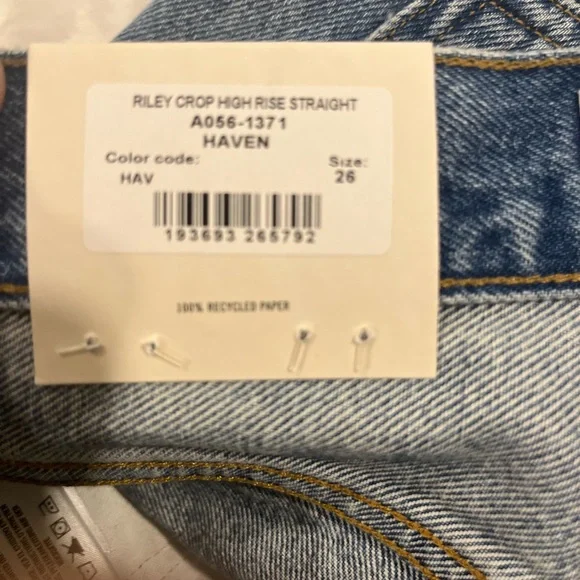 RILEY CROP HIGH RISE STRAIGHT
A056-1371
HAVEN
Color code: Size:
HAV 26
193693 265792
100% RECYCLED PAPER